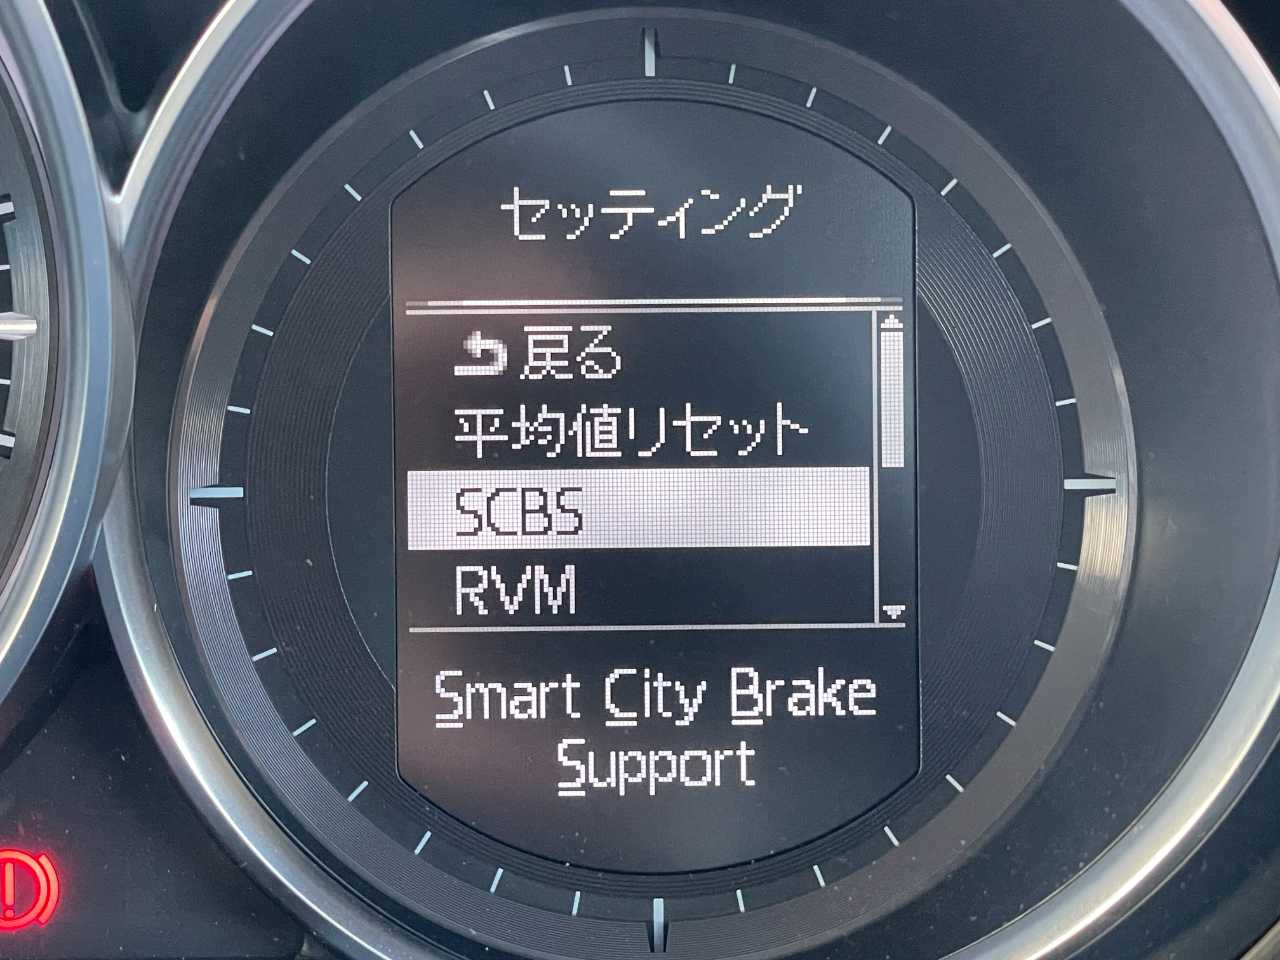 セッティング
戻る
平均値リセット
SCBS
RVM
Smart City Brake
Support